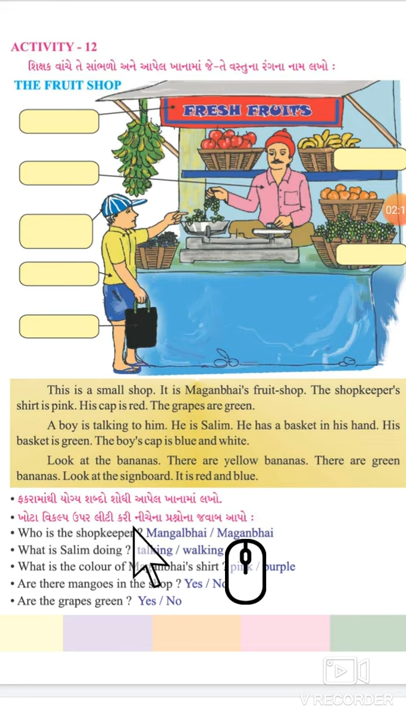 ACTIVITY - 12
શિક્ષક વાંચે તે સાંભળો અને આપેલ ખાનામાં જે-તે વસ્તુના રંગના નામ લખો :
THE FRUIT SHOP
FRESH FRUITS
02:1
This is a small shop. It is Maganbhai's fruit-shop. The shopkeeper's
shirt is pink. His cap is red. The grapes are green.
A boy is talking to him. He is Salim. He has a basket in his hand. His
basket is green. The boy's cap is blue and white.
Look at the bananas. There are yellow bananas. There are green
bananas. Look at the signboard. It is red and blue.
• ફકરામાંથી યોગ્ય શબ્દો શોધી આપેલ ખાનામાં લખો.
• ખોટા વિકલ્પ ઉપર લીટી કરી નીચેના પ્રશ્નોના જવાબ આપો :
• Who is the shopkeeper ? Mangalbhai / Maganbhai
• What is Salim doing ? talking / walking
• What is the colour of Maganbhai's shirt ? pink / purple
• Are there mangoes in the shop ? Yes / No
• Are the grapes green ? Yes / No
V RECORDER